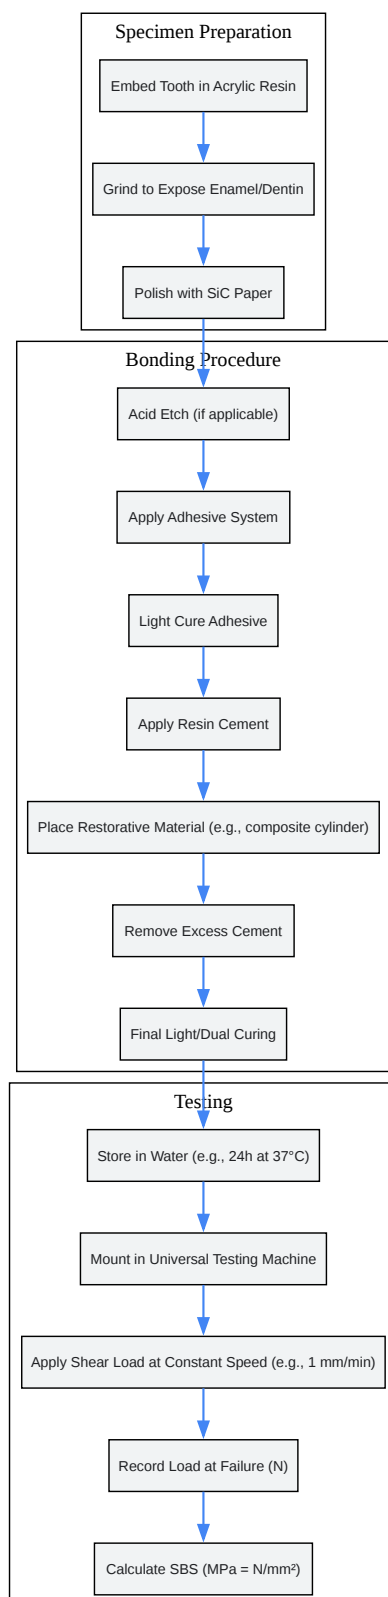 Specimen Preparation
Embed Tooth in Acrylic Resin
Grind to Expose Enamel/Dentin
Polish with SiC Paper
Bonding Procedure
Acid Etch (if applicable)
Apply Adhesive System
Light Cure Adhesive
Apply Resin Cement
Place Restorative Material (e.g., composite cylinder)
Remove Excess Cement
Final Light/Dual Curing
Testing
Store in Water (e.g., 24h at 37°C)
Mount in Universal Testing Machine
Apply Shear Load at Constant Speed (e.g., 1 mm/min)
Record Load at Failure (N)
Calculate SBS (MPa = N/mm²)